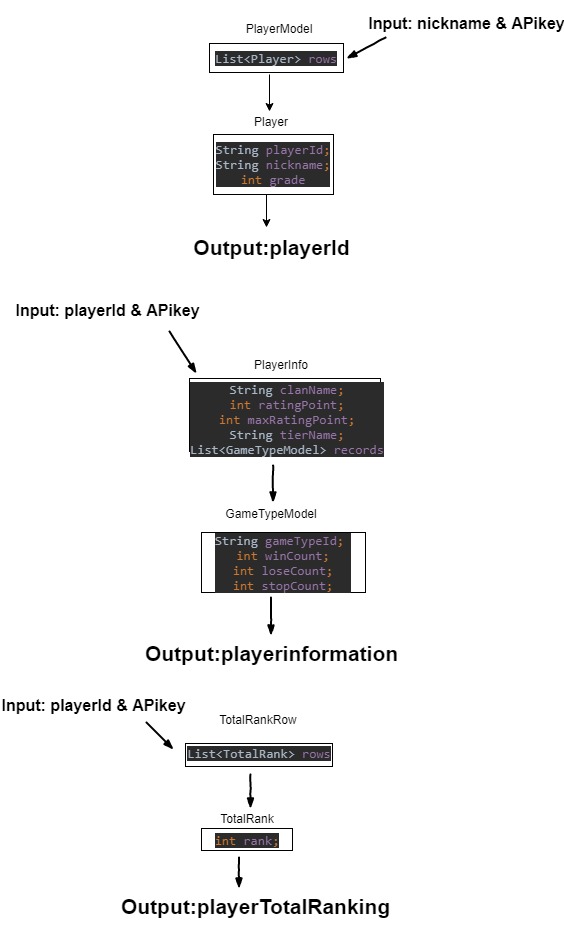 PlayerModel
Input: nickname & APikey
List<Player> rows
Player
String playerId;
String nickname;
int grade
Output:playerId
Input: playerId & APikey
PlayerInfo
String clanName;
int ratingPoint;
int maxRatingPoint;
String tierName;
List<GameTypeModel> records
GameTypeModel
String gameTypeId;
int winCount;
int loseCount;
int stopCount;
Output:playerinformation
Input: playerId & APikey
TotalRankRow
List<TotalRank> rows
TotalRank
int rank;
Output:playerTotalRanking